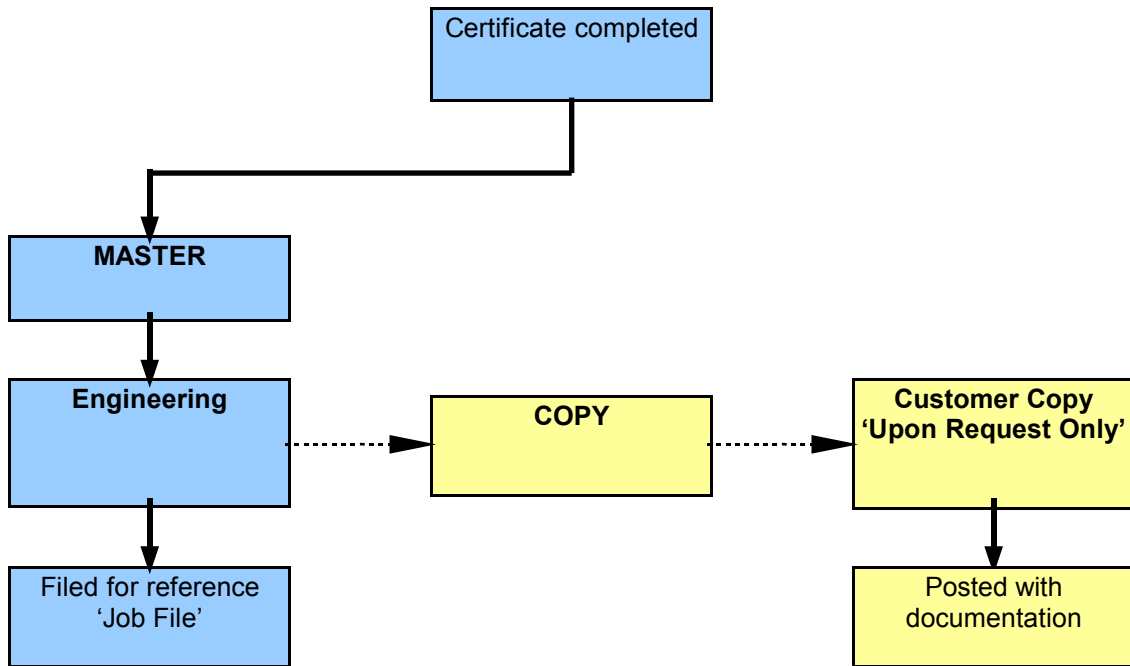 Certificate completed
MASTER
Engineering
COPY
Customer Copy
‘Upon Request Only’
Filed for reference
‘Job File’
Posted with
documentation